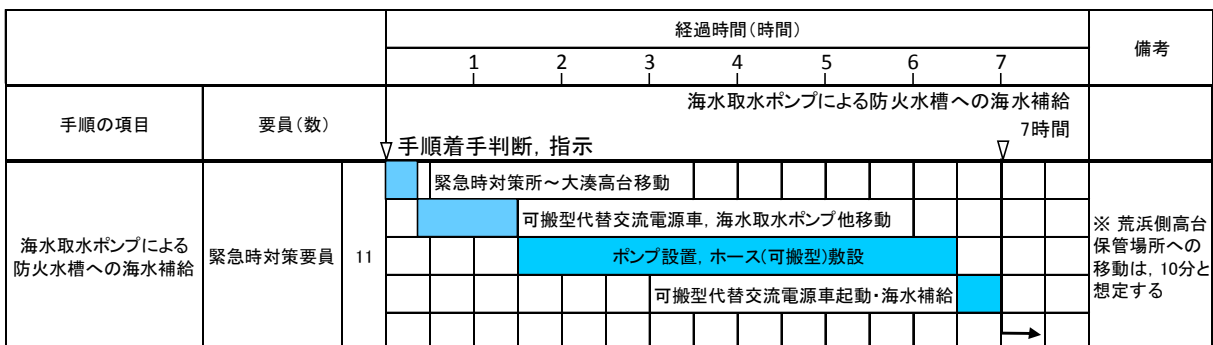 経過時間(時間)
備考
1 2 3 4 5 6 7
手順の項目
要員(数)
海水取水ポンプによる防火水槽への海水補給
7時間
▽手順着手判断,指示
▽
緊急時対策所~大湊高台移動
可搬型代替交流電源車,海水取水ポンプ他移動
海水取水ポンプによる
防火水槽への海水補給
緊急時対策要員
11
ポンプ設置,ホース(可搬型)敷設
可搬型代替交流電源車起動・海水補給
※ 荒浜側高台
保管場所への
移動は,10分と
想定する